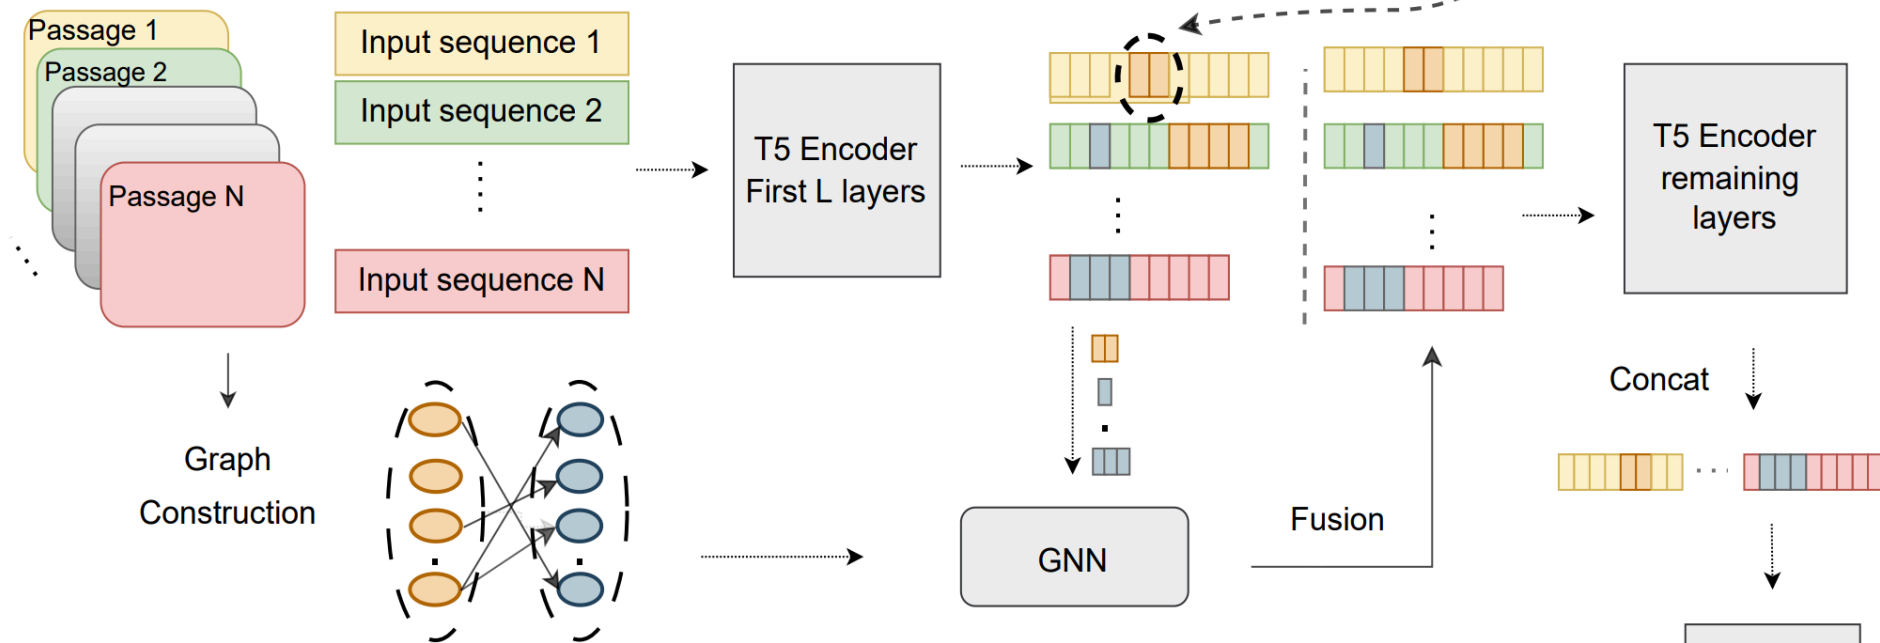 Passage 1
Passage 2
Passage N
Input sequence 1
Input sequence 2
Input sequence N
T5 Encoder
First L layers
T5 Encoder
remaining
layers
Graph
Construction
GNN
Fusion
Concat